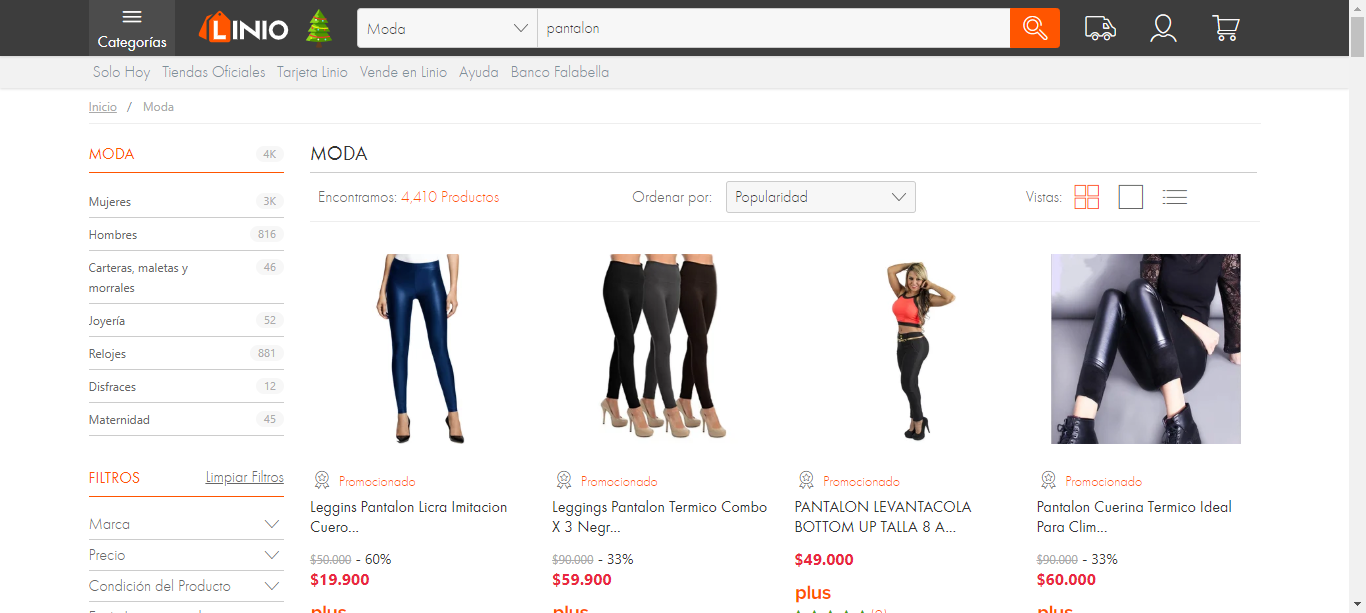 Categorías
LINIO
Moda
pantalon
Solo Hoy Tiendas Oficiales Tarjeta Linio Vende en Linio Ayuda Banco Falabella
Inicio / Moda
MODA 4K
Mujeres 3K
Hombres 816
Carteras, maletas y 46
morrales
Joyería 52
Relojes 881
Disfraces 12
Maternidad 45
FILTROS Limpiar Filtros
Marca
Precio
Condición del Producto
MODA
Encontramos: 4,410 Productos
Ordenar por: Popularidad
Vistas:
Promocionado
Leggins Pantalon Licra Imitacion
Cuero...
$50.000 - 60%
$19.900
plus
Promocionado
Leggings Pantalon Termico Combo
X 3 Negr...
$90.000 - 33%
$59.900
plus
Promocionado
PANTALON LEVANTACOLA
BOTTOM UP TALLA 8 A...
$49.000
plus
Promocionado
Pantalon Cuerina Termico Ideal
Para Clim...
$90.000 - 33%
$60.000
plus